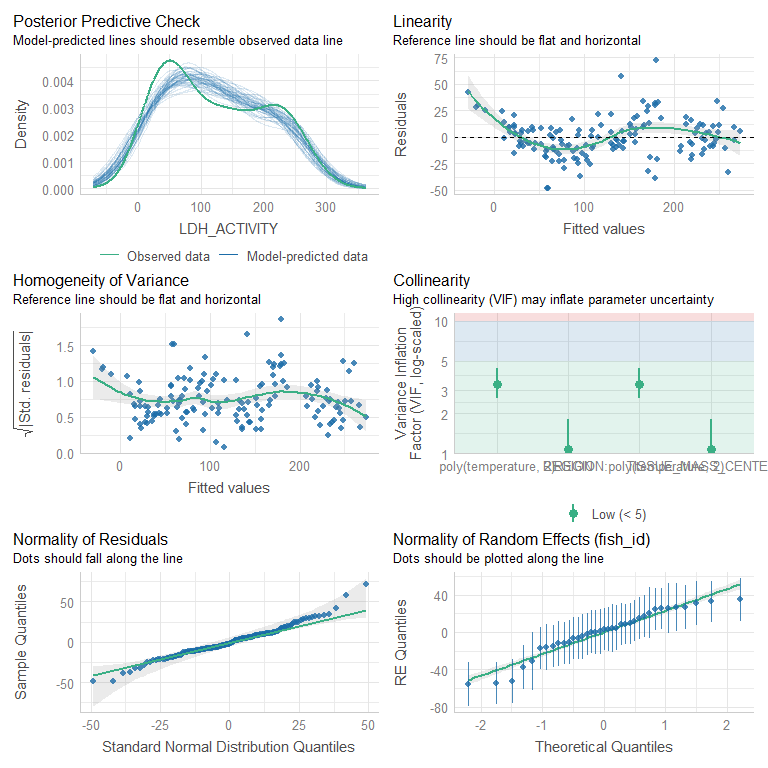 Posterior Predictive Check
Model-predicted lines should resemble observed data line
Density
0.004
0.003
0.002
0.001
0.000
0
100
200
300
LDH_ACTIVITY
Observed data
Model-predicted data
Linearity
Reference line should be flat and horizontal
Residuals
75
50
25
0
-25
-50
0
100
200
Fitted values
Homogeneity of Variance
Reference line should be flat and horizontal
√|Std. residuals|
1.5
1.0
0.5
0.0
0
100
200
Fitted values
Collinearity
High collinearity (VIF) may inflate parameter uncertainty
Variance Inflation
Factor (VIF, log-scaled)
10
5
3
2
1
poly(temperature, 2)
REGION:poly(temperature, 2)
TISSUE_MASS_CENTE
Low (< 5)
Normality of Residuals
Dots should fall along the line
Sample Quantiles
50
0
-50
-50
-25
0
25
50
Standard Normal Distribution Quantiles
Normality of Random Effects (fish_id)
Dots should be plotted along the line
RE Quantiles
40
0
-40
-80
-2
-1
0
1
2
Theoretical Quantiles